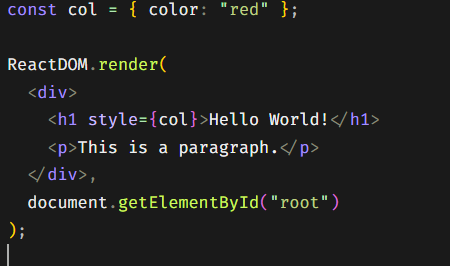 const col = { color: "red" };
ReactDOM.render(
<div>
<h1 style={col}>Hello World!</h1>
<p>This is a paragraph.</p>
</div>,
document.getElementById("root")
);